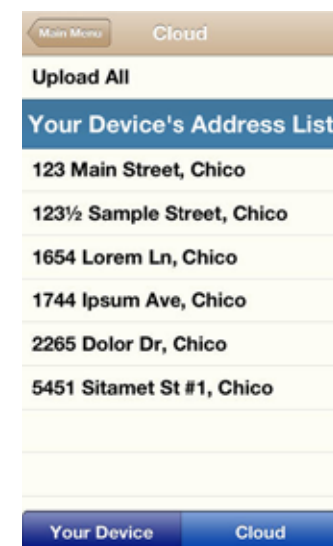 Main Menu Cloud
Upload All
Your Device's Address List
123 Main Street, Chico
123½ Sample Street, Chico
1654 Lorem Ln, Chico
1744 Ipsum Ave, Chico
2265 Dolor Dr, Chico
5451 Sitamet St #1, Chico
Your Device Cloud